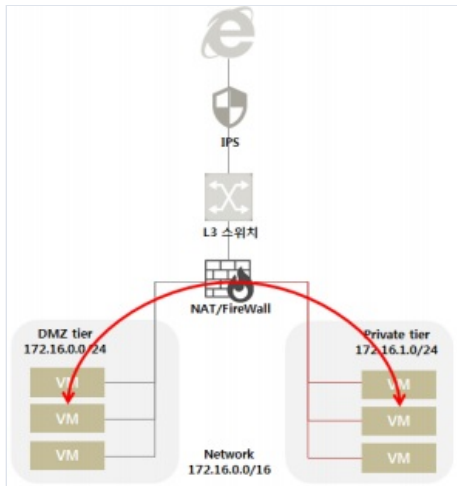 IPS
L3 스위치
NAT/FireWall
DMZ tier
172.16.0.0/24
VM
VM
VM
Private tier
172.16.1.0/24
VM
VM
VM
Network
172.16.0.0/16